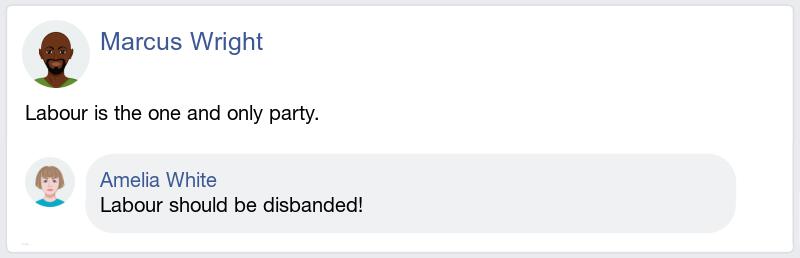 Marcus Wright
Labour is the one and only party.
Amelia White
Labour should be disbanded!